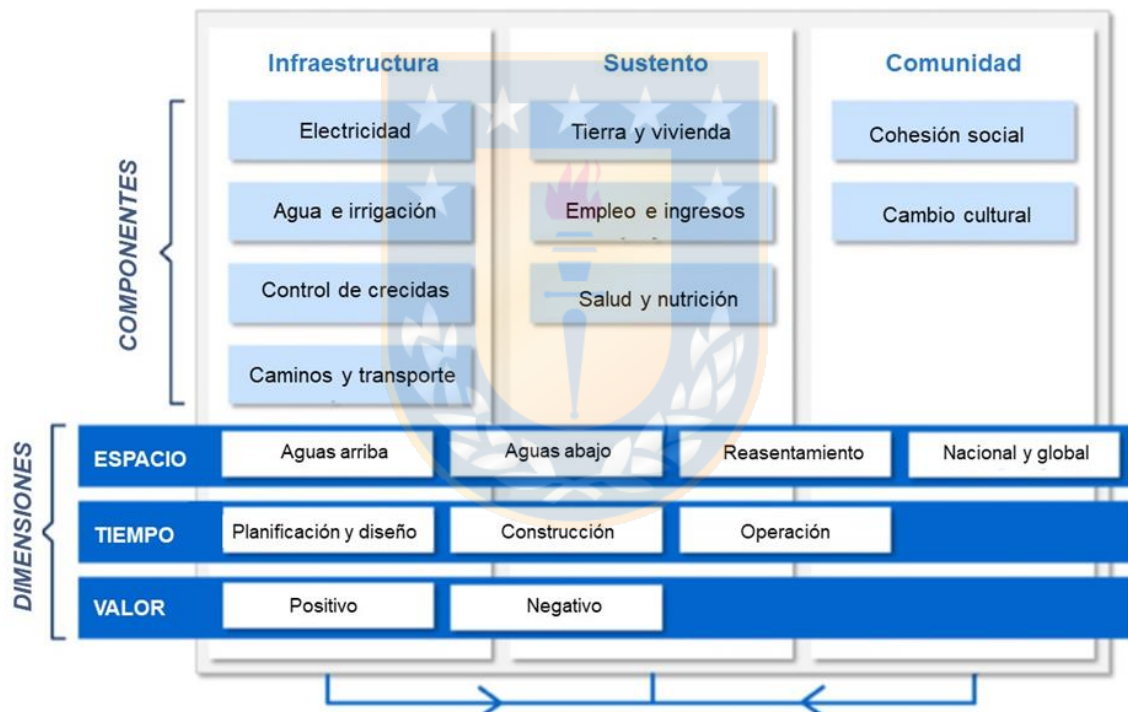 Infraestructura
Sustento
Comunidad
COMPONENTES
Electricidad
Tierra y vivienda
Cohesión social
Agua e irrigación
Empleo e ingresos
Cambio cultural
Control de crecidas
Salud y nutrición
Caminos y transporte
DIMENSIONES
ESPACIO
Aguas arriba
Aguas abajo
Reasentamiento
Nacional y global
TIEMPO
Planificación y diseño
Construcción
Operación
VALOR
Positivo
Negativo